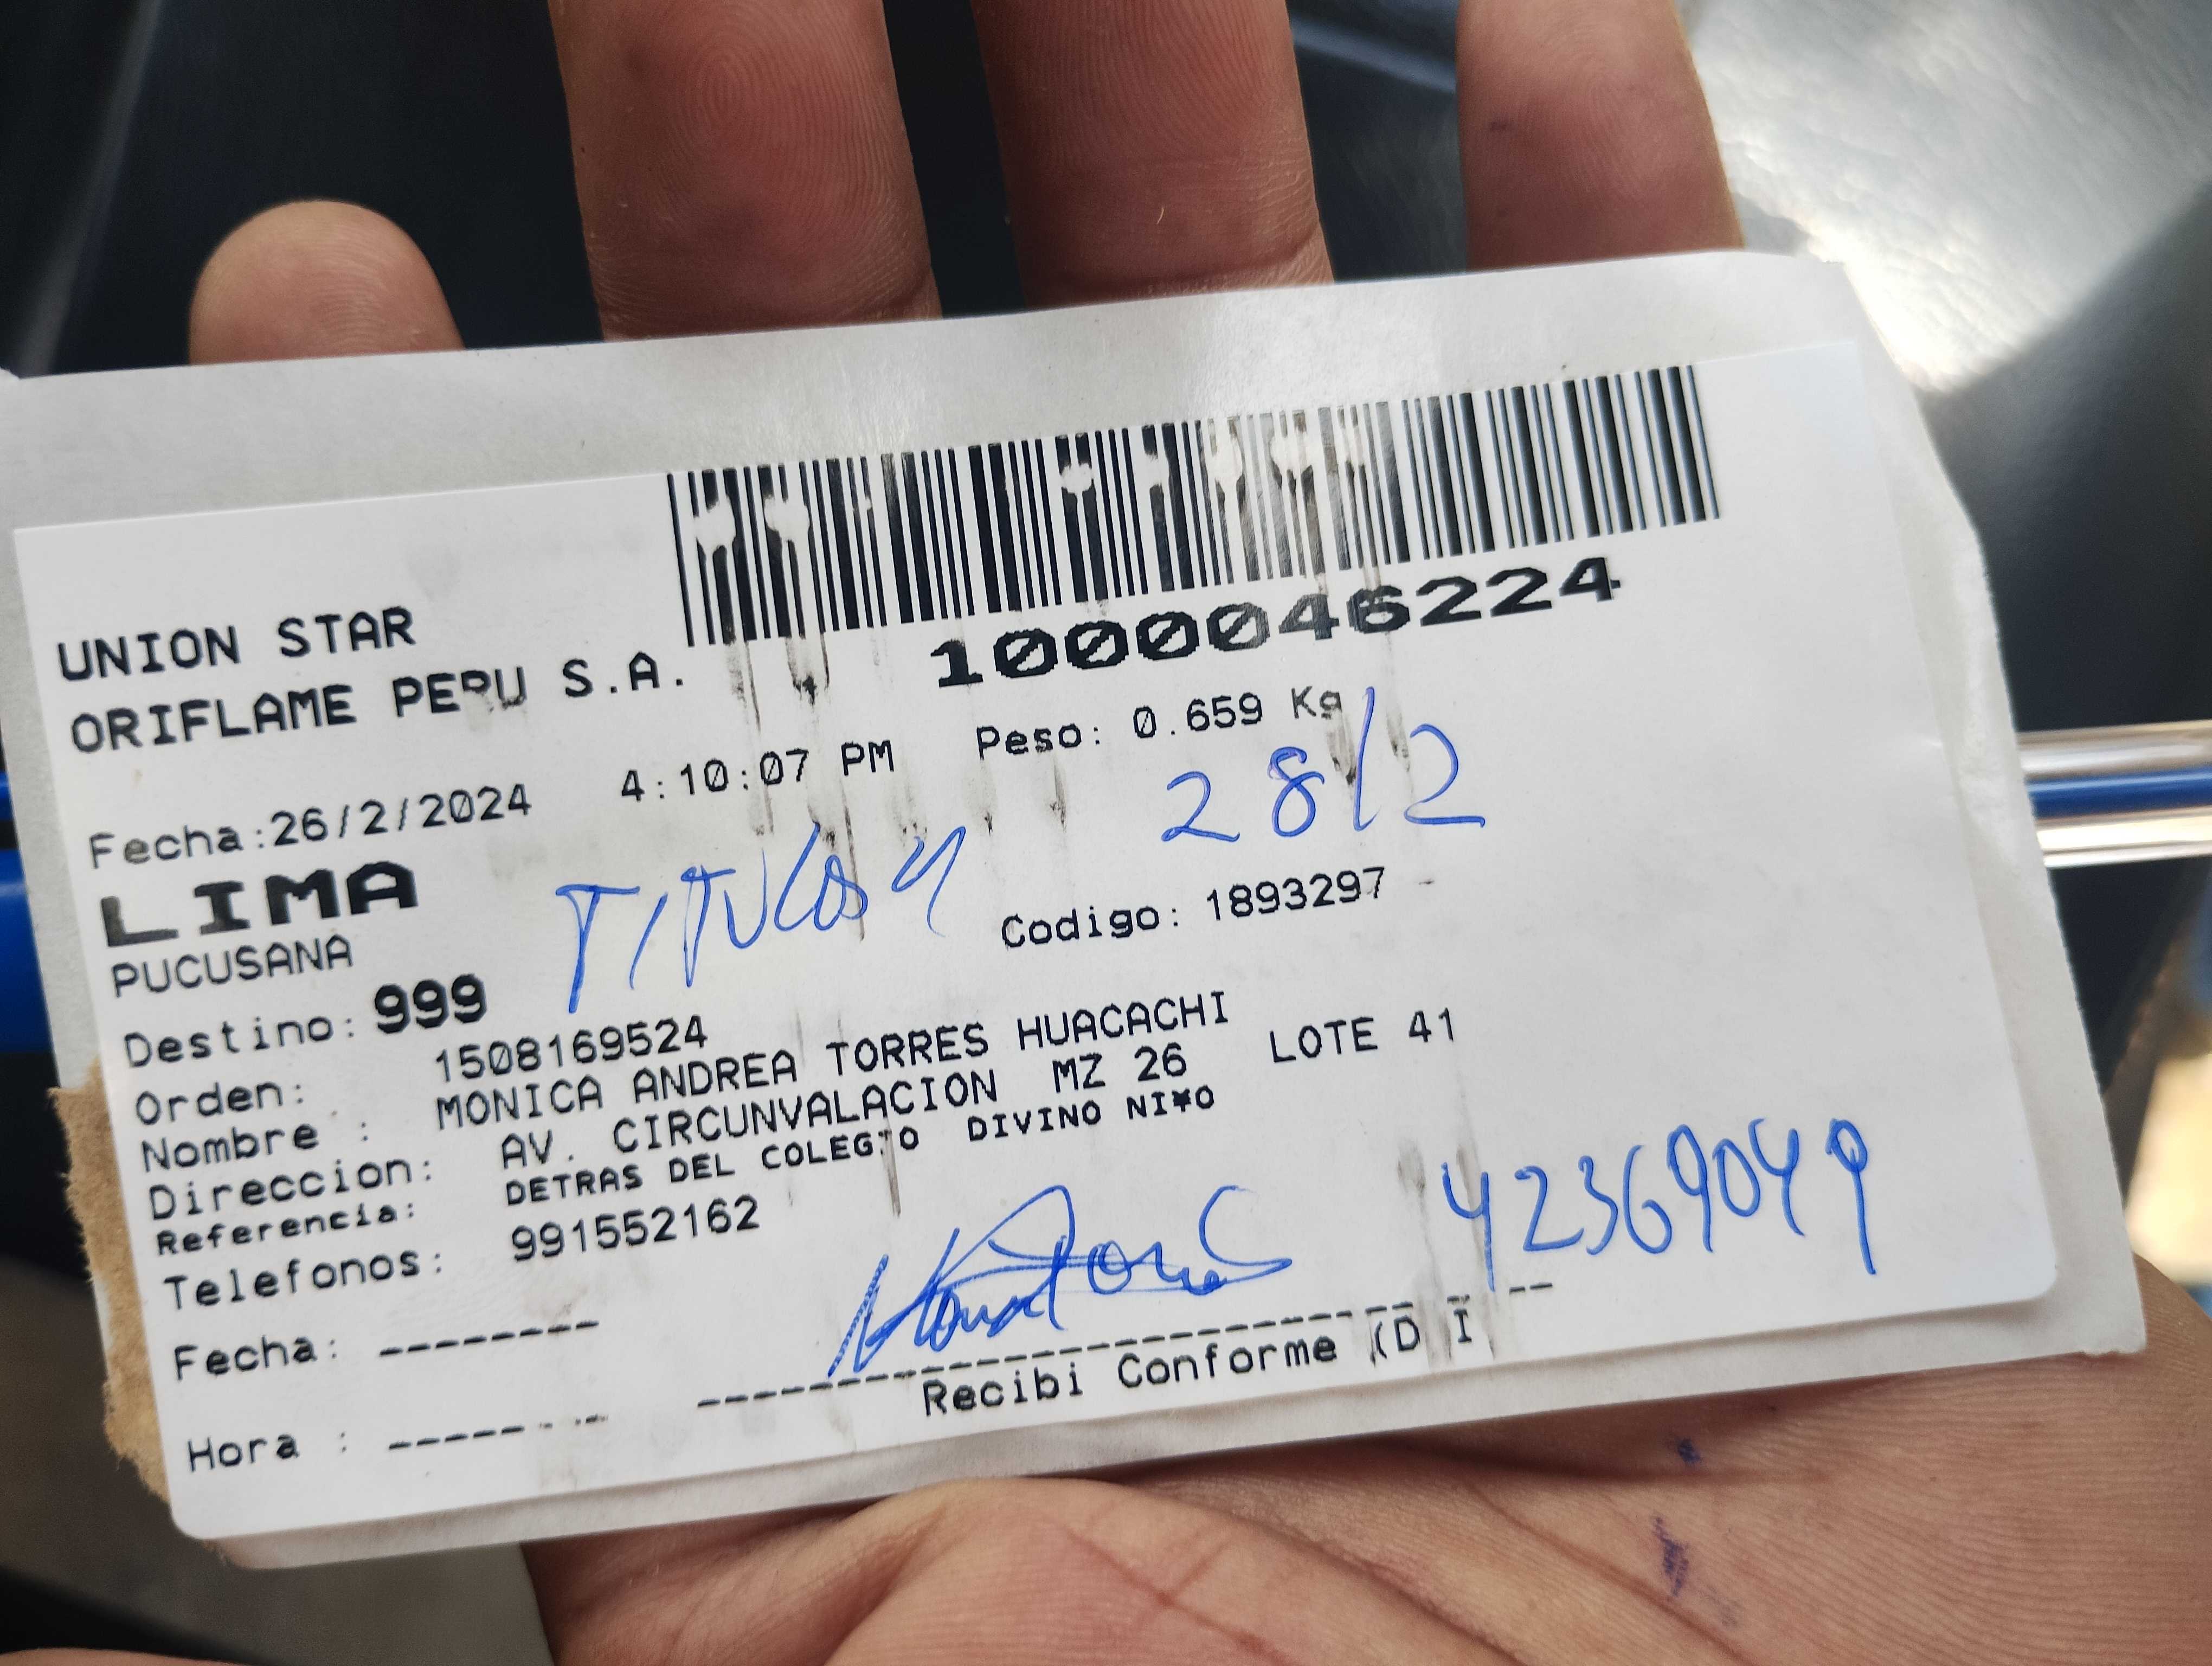 1000046224
UNION STAR
ORIFLAME PERU S.A.
Fecha:26/2/2024 4:10:07 PM Peso: 0.659 Kg
28/2
LIMA
TITULOS Y
PUCUSANA Codigo: 1893297
Destino: 999
Orden: 1508169524
Nombre : MONICA ANDREA TORRES HUACACHI
Direccion: AV. CIRCUNVALACION MZ 26 LOTE 41
Referencia: DETRAS DEL COLEGIO DIVINO NI¥O
Telefonos: 991552162
42369049
Fecha: --------
Recibi Conforme (D I
Hora : --------